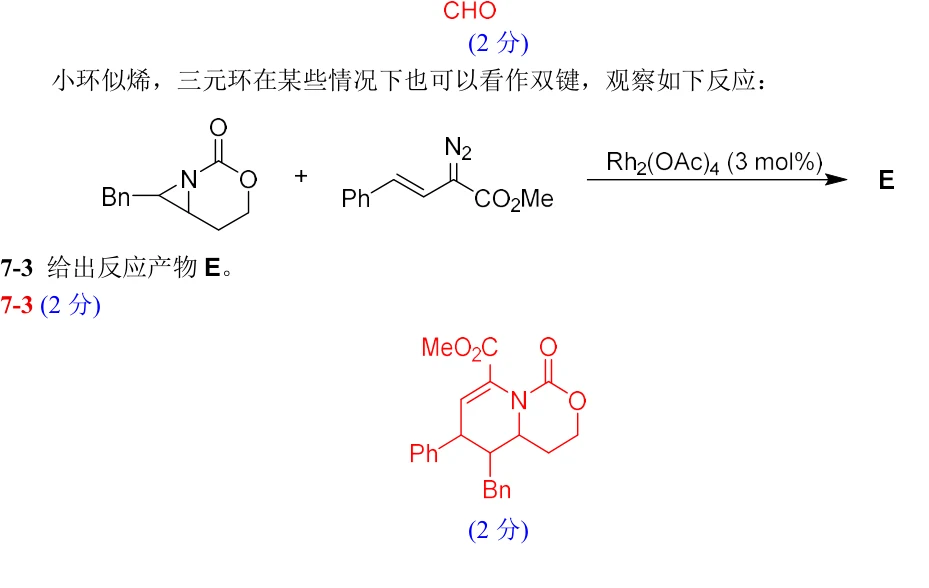 CHO
(2 分)
小环似烯，三元环在某些情况下也可以看作双键，观察如下反应：
O
N
O
Bn
+
N₂
Ph
CO₂Me
Rh₂(OAc)₄ (3 mol%)
E
7-3 给出反应产物 E。
7-3 (2 分)
MeO₂C
O
N
O
Ph
Bn
(2 分)